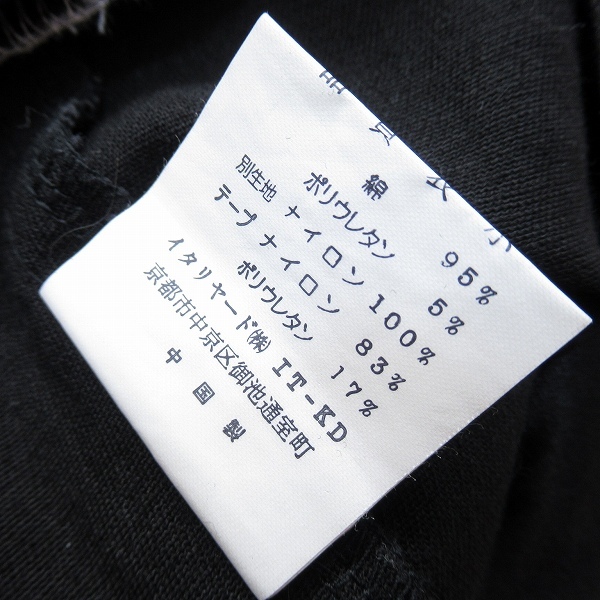 綿 95%
ポリウレタン 5%
別生地 ナイロン 100%
テープ ナイロン 83%
ポリウレタン 17%
イタリヤード㈱ IT-KD
京都市中京区御池通室町
中国製